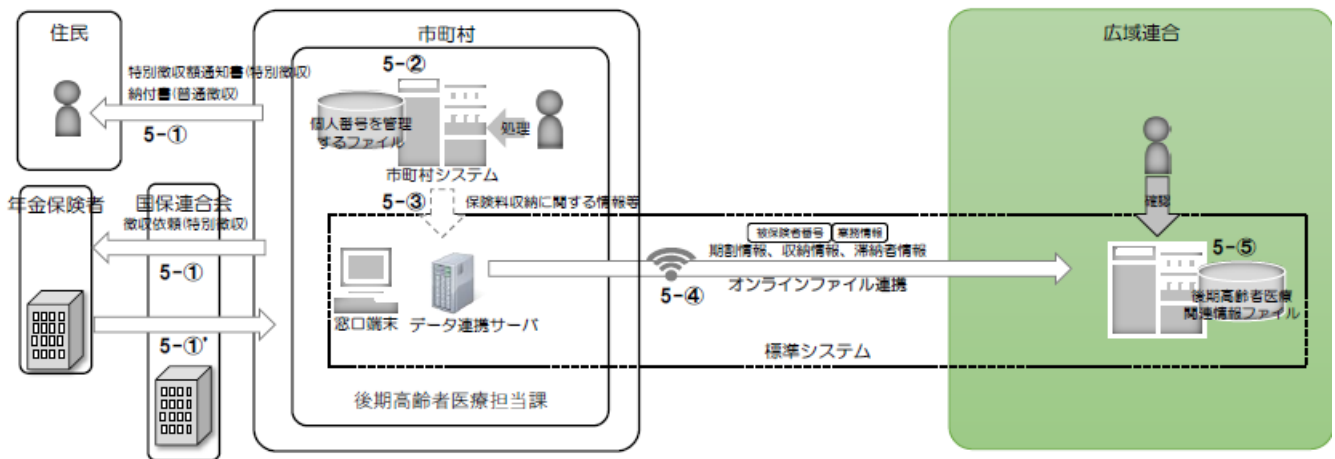 住民
市町村
広域連合
特別徴収額通知書(特別徴収)
納付書(普通徴収)
5-①
5-②
個人番号を管理
するファイル
処理
市町村システム
年金保険者
国保連合会
徴収依頼(特別徴収)
5-①
5-①'
5-③
保険料収納に関する情報等
確認
被保険者番号 業務情報
期割情報、収納情報、滞納者情報
5-④
オンラインファイル連携
5-⑤
後期高齢者医療
関連情報ファイル
窓口端末
データ連携サーバ
標準システム
後期高齢者医療担当課